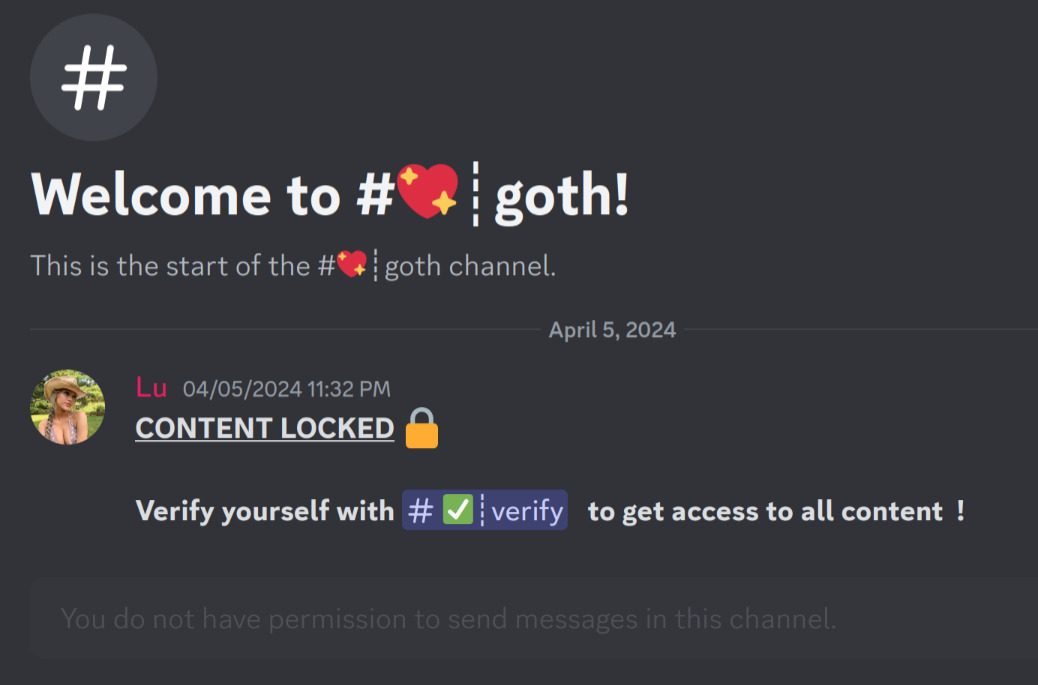 #
Welcome to #💖┊goth!
This is the start of the #💖┊goth channel.
April 5, 2024
Lu 04/05/2024 11:32 PM
CONTENT LOCKED 🔒
Verify yourself with # ✅┊verify to get access to all content !
You do not have permission to send messages in this channel.